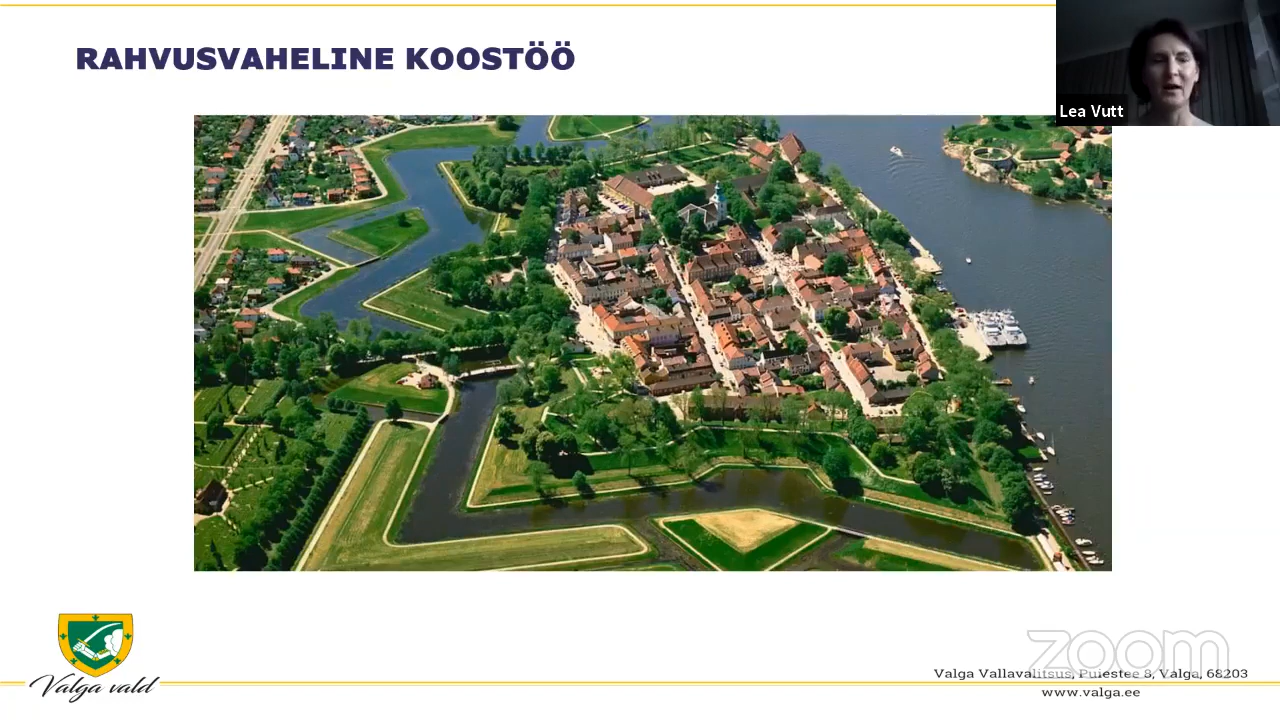 RAHVUSVAHELINE KOOSTÖÖ
Lea Vutt
Valga vald
zoom
Valga Vallavalitsus, Puiestee 8, Valga, 68203
www.valga.ee